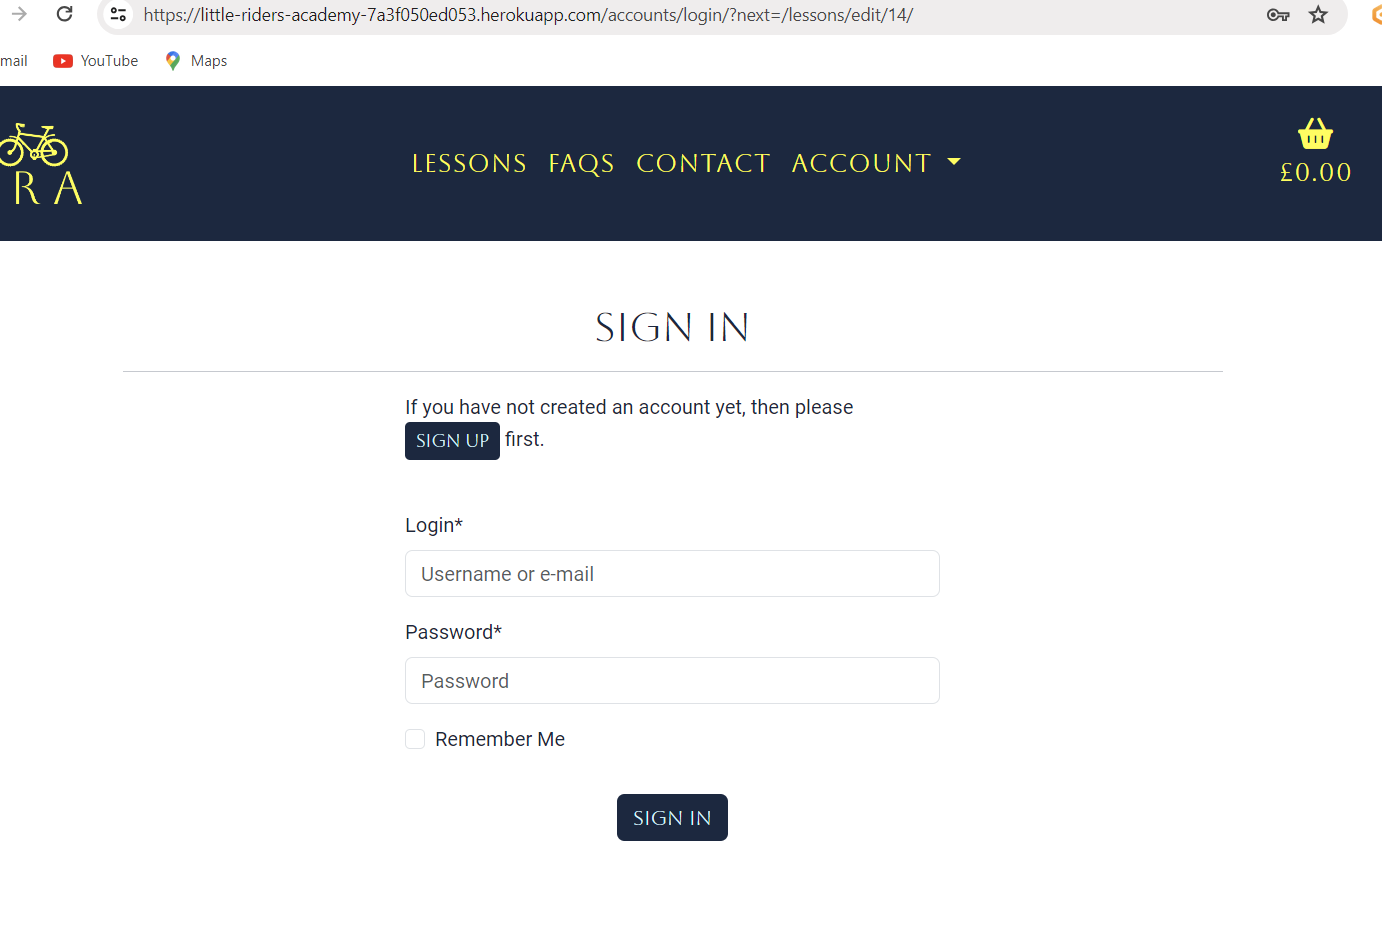 https://little-riders-academy-7a3f050ed053.herokuapp.com/accounts/login/?next=/lessons/edit/14/
mail YouTube Maps
R A
LESSONS FAQS CONTACT ACCOUNT
£0.00
SIGN IN
If you have not created an account yet, then please
SIGN UP first.
Login*
Username or e-mail
Password*
Password
Remember Me
SIGN IN